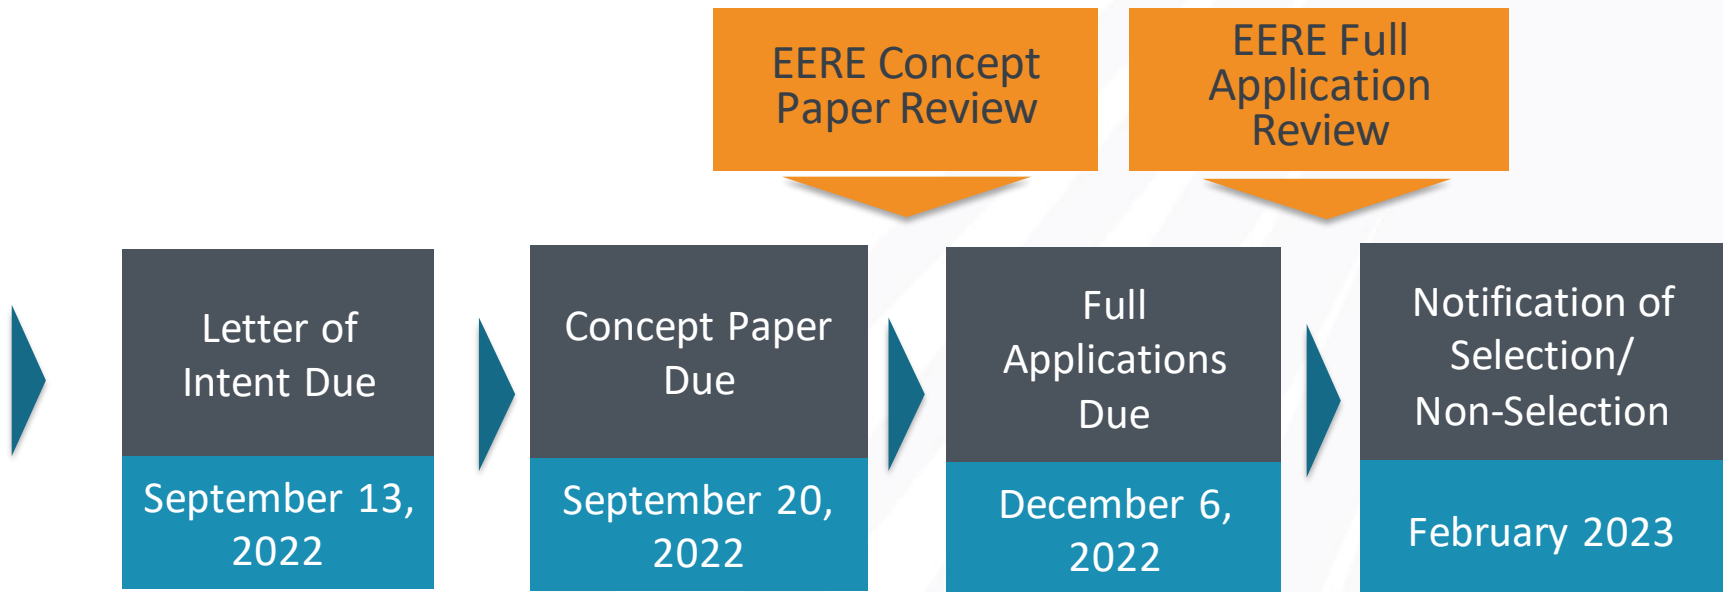 EERE Concept
Paper Review
EERE Full
Application
Review
Letter of
Intent Due
September 13,
2022
Concept Paper
Due
September 20,
2022
Full
Applications
Due
December 6,
2022
Notification of
Selection/
Non-Selection
February 2023